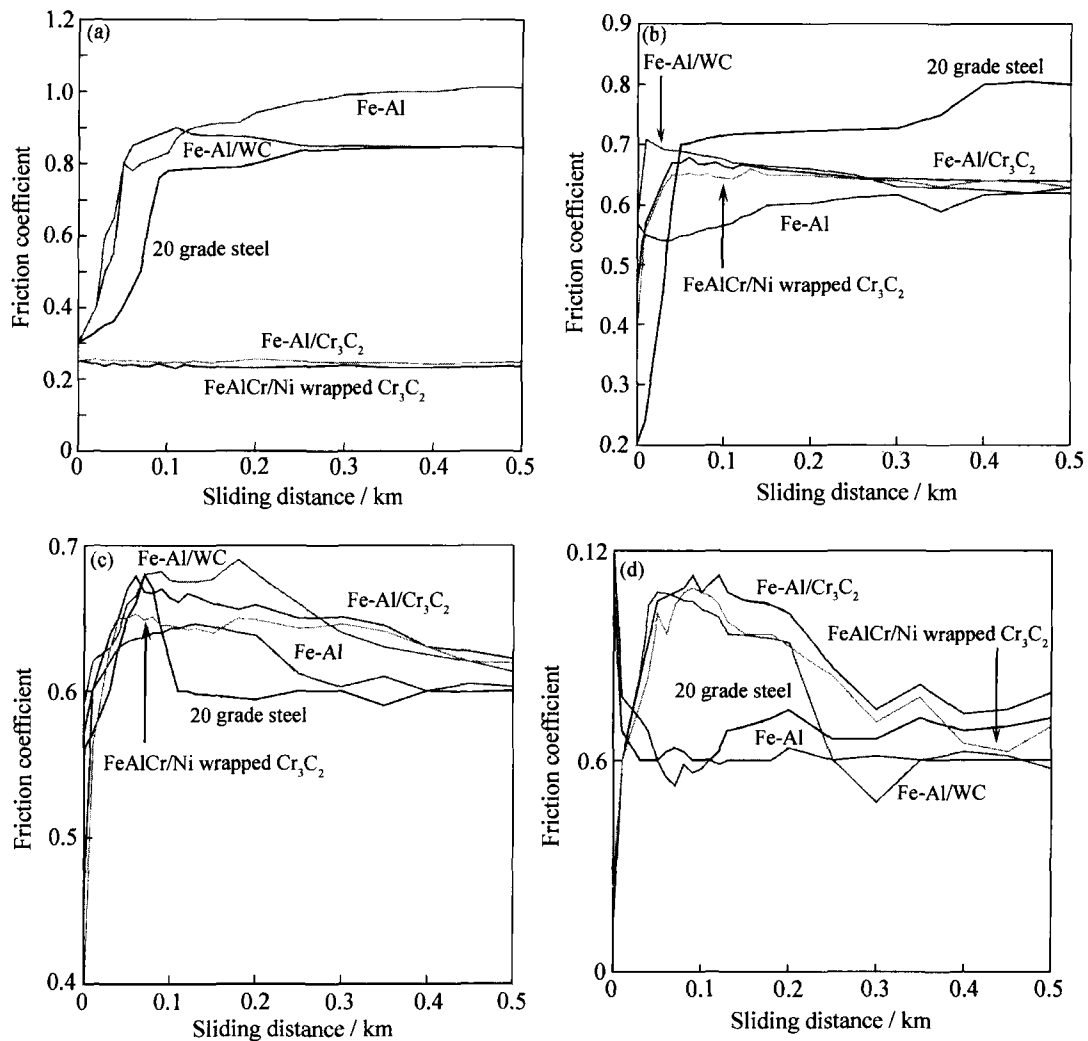 (a)
1.2
1.0
0.8
0.6
0.4
0.2
0
Friction coefficient
Fe-Al
Fe-Al/WC
20 grade steel
Fe-Al/Cr₃C₂
FeAlCr/Ni wrapped Cr₃C₂
0 0.1 0.2 0.3 0.4 0.5
Sliding distance / km
(b)
0.9
0.8
0.7
0.6
0.5
0.4
0.3
0.2
Friction coefficient
Fe-Al/WC
20 grade steel
Fe-Al/Cr₃C₂
Fe-Al
FeAlCr/Ni wrapped Cr₃C₂
0 0.1 0.2 0.3 0.4 0.5
Sliding distance / km
(c)
0.7
0.6
0.5
0.4
Friction coefficient
Fe-Al/WC
Fe-Al/Cr₃C₂
Fe-Al
20 grade steel
FeAlCr/Ni wrapped Cr₃C₂
0 0.1 0.2 0.3 0.4 0.5
Sliding distance / km
(d)
0.12
0.6
0
Friction coefficient
Fe-Al/Cr₃C₂
FeAlCr/Ni wrapped Cr₃C₂
20 grade steel
Fe-Al
Fe-Al/WC
0 0.1 0.2 0.3 0.4 0.5
Sliding distance / km